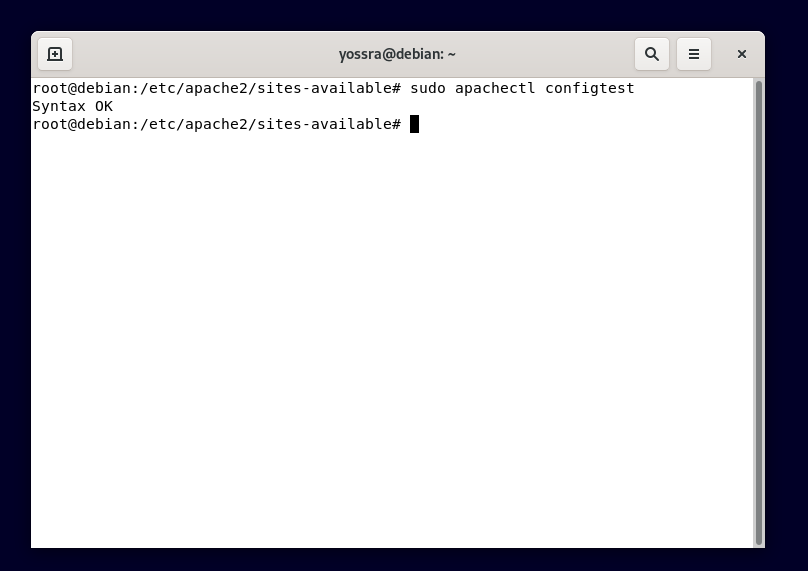 yossra@debian: ~
root@debian:/etc/apache2/sites-available# sudo apachectl configtest
Syntax OK
root@debian:/etc/apache2/sites-available#